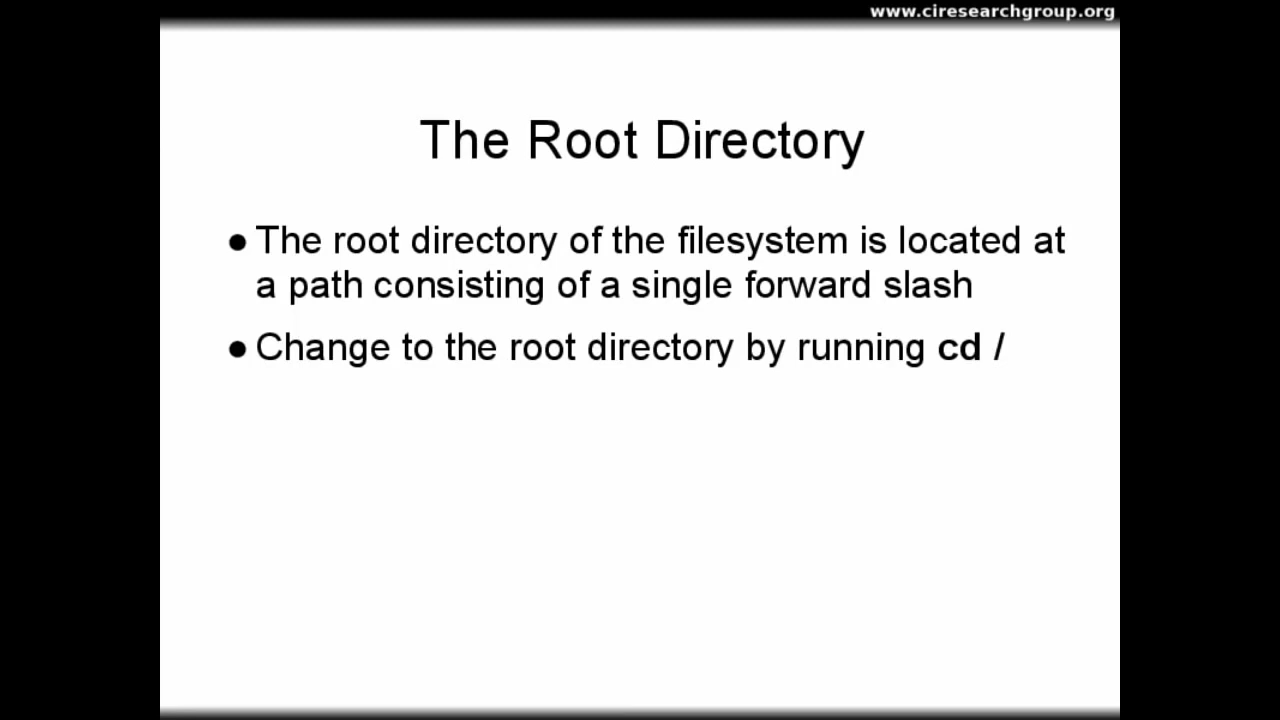 www.ciresearchgroup.org
The Root Directory
● The root directory of the filesystem is located at
a path consisting of a single forward slash
● Change to the root directory by running cd /